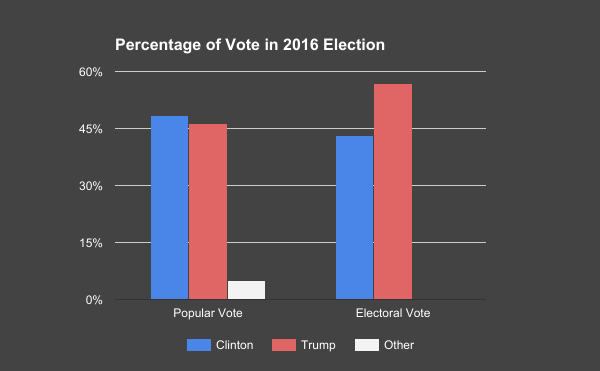 Percentage of Vote in 2016 Election
60%
45%
30%
15%
0%
Popular Vote Electoral Vote
Clinton Trump Other